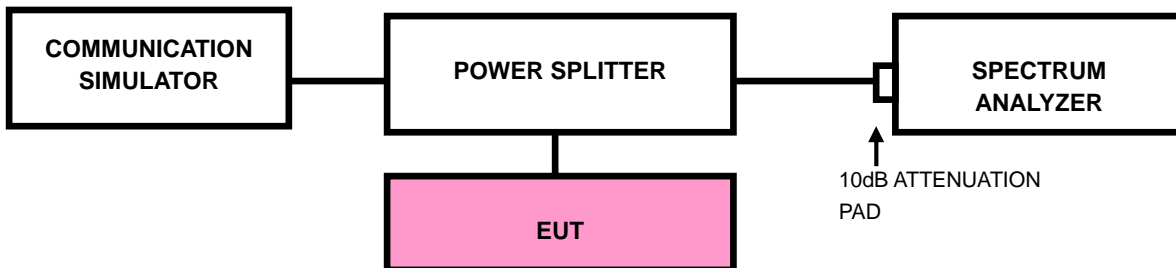 COMMUNICATION
SIMULATOR
POWER SPLITTER
SPECTRUM
ANALYZER
10dB ATTENUATION
PAD
EUT